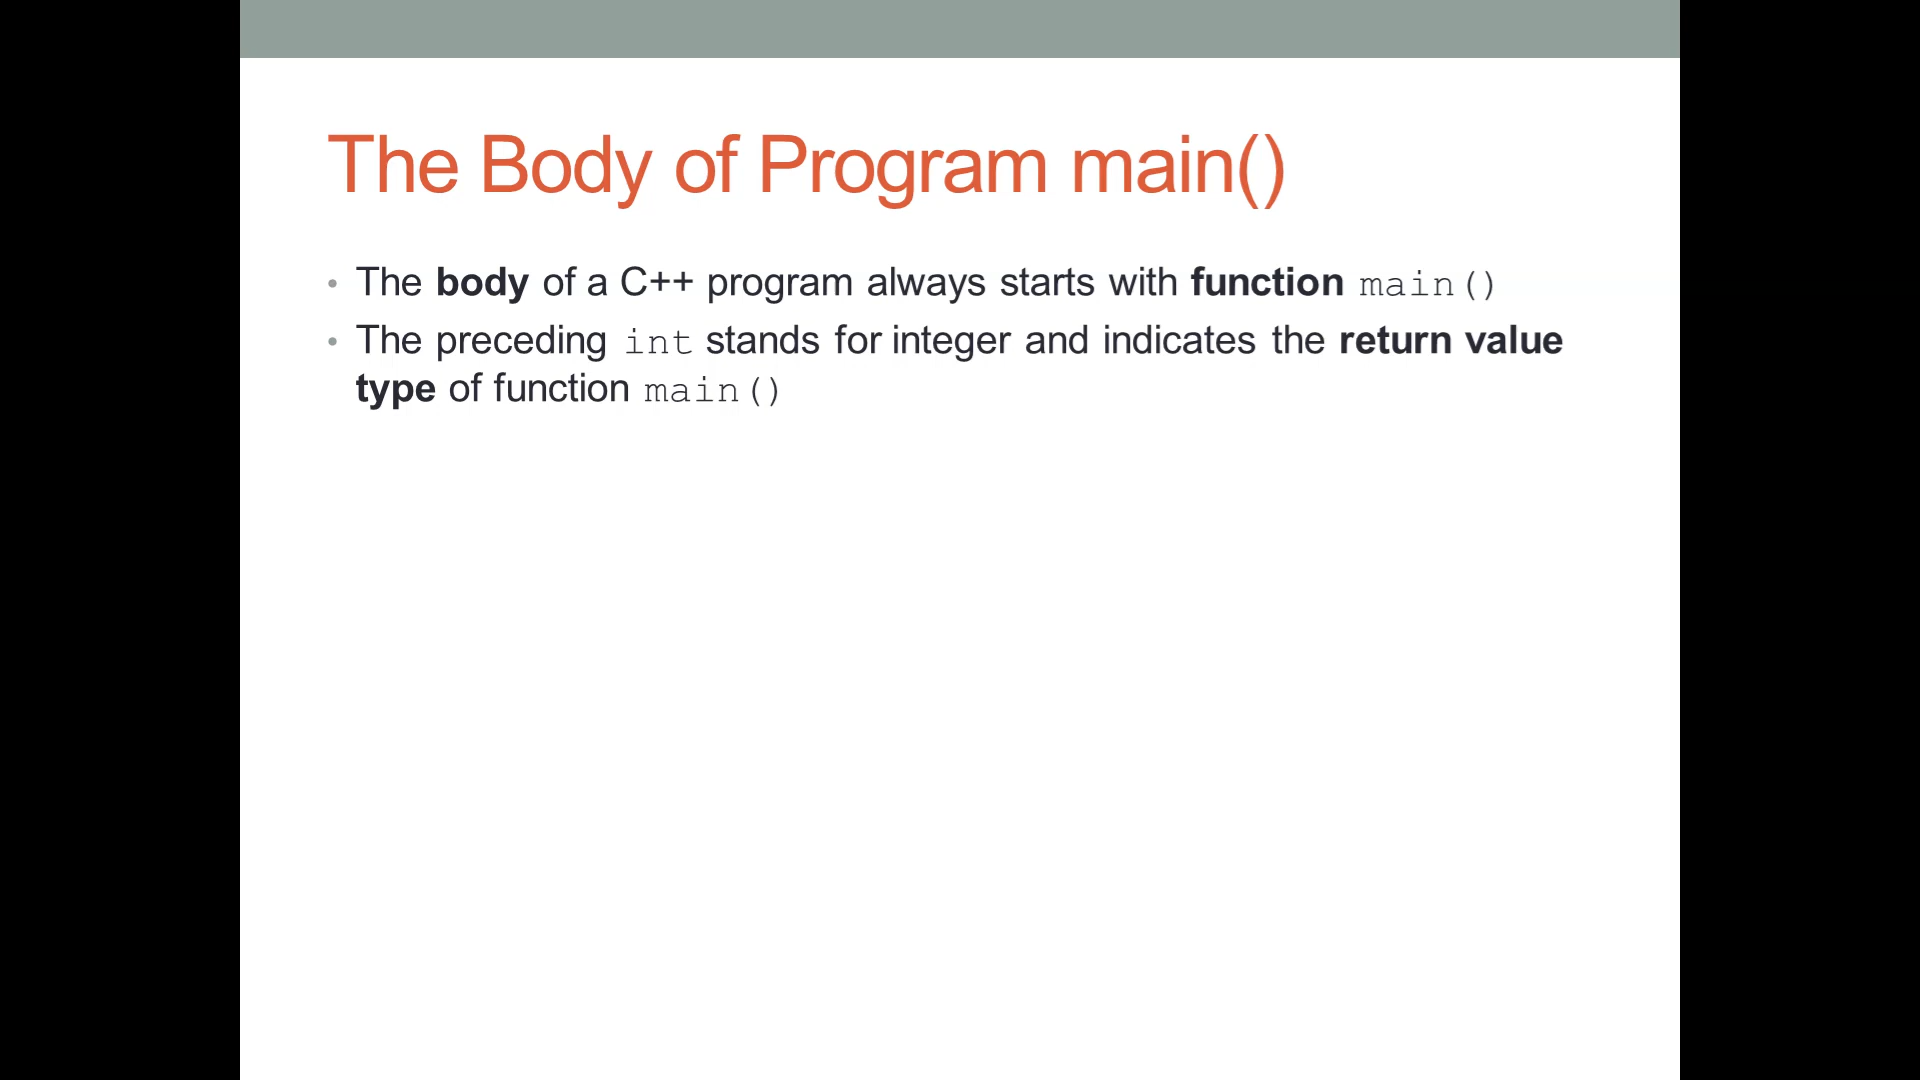 The Body of Program main()
• The body of a C++ program always starts with function main()
• The preceding int stands for integer and indicates the return value
type of function main()